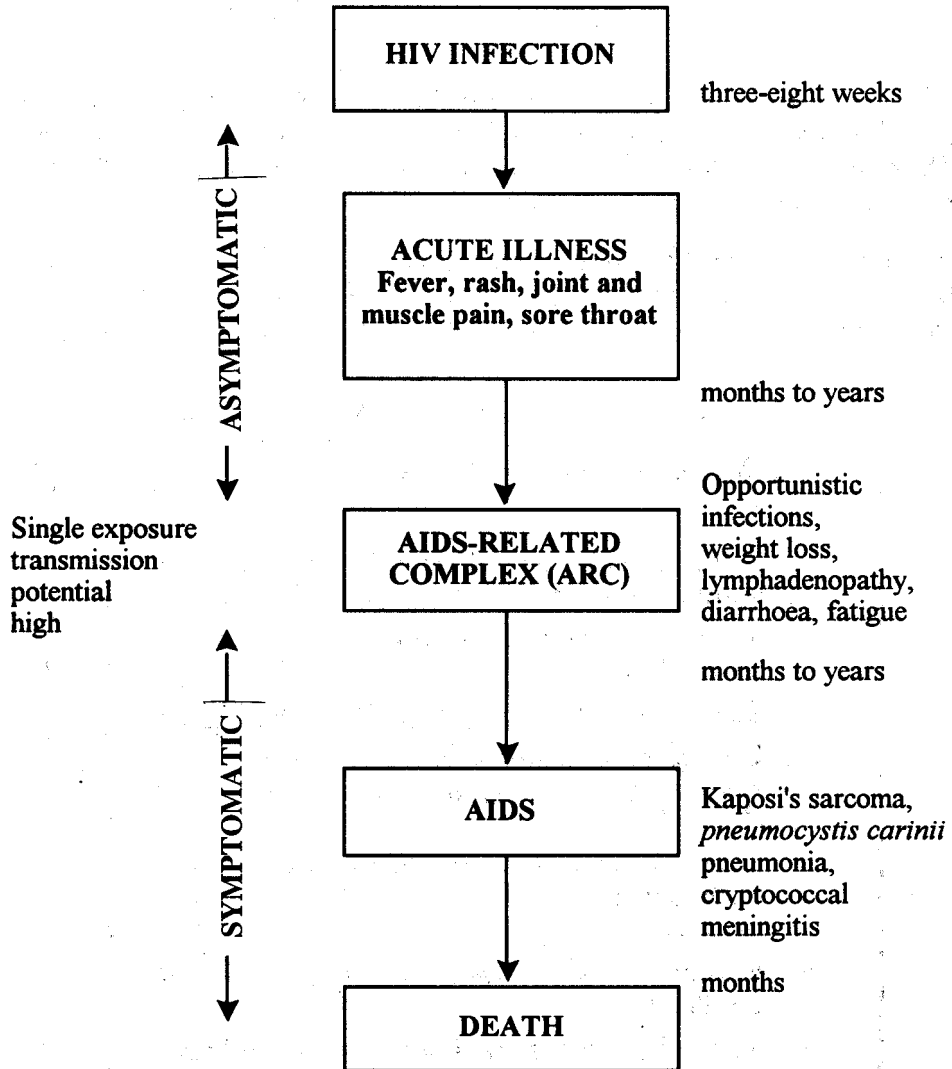 HIV INFECTION
three-eight weeks
ASYMPTOMATIC
ACUTE ILLNESS
Fever, rash, joint and
muscle pain, sore throat
months to years
Single exposure
transmission
potential
high
AIDS-RELATED
COMPLEX (ARC)
Opportunistic
infections,
weight loss,
lymphadenopathy,
diarrhoea, fatigue
months to years
SYMPTOMATIC
AIDS
Kaposi's sarcoma,
pneumocystis carinii
pneumonia,
cryptococcal
meningitis
months
DEATH